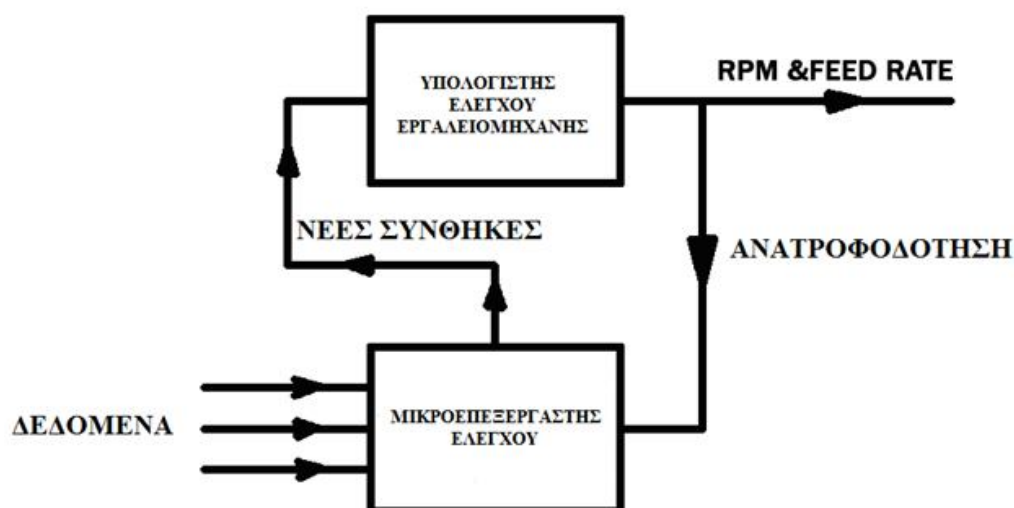 ΥΠΟΛΟΓΙΣΤΗΣ
ΕΛΕΓΧΟΥ
ΕΡΓΑΛΕΙΟΜΗΧΑΝΗΣ
RPM &FEED RATE
ΝΕΕΣ ΣΥΝΘΗΚΕΣ
ΑΝΑΤΡΟΦΟΔΟΤΗΣΗ
ΔΕΔΟΜΕΝΑ
ΜΙΚΡΟΕΠΕΞΕΡΓΑΣΤΗΣ
ΕΛΕΓΧΟΥ